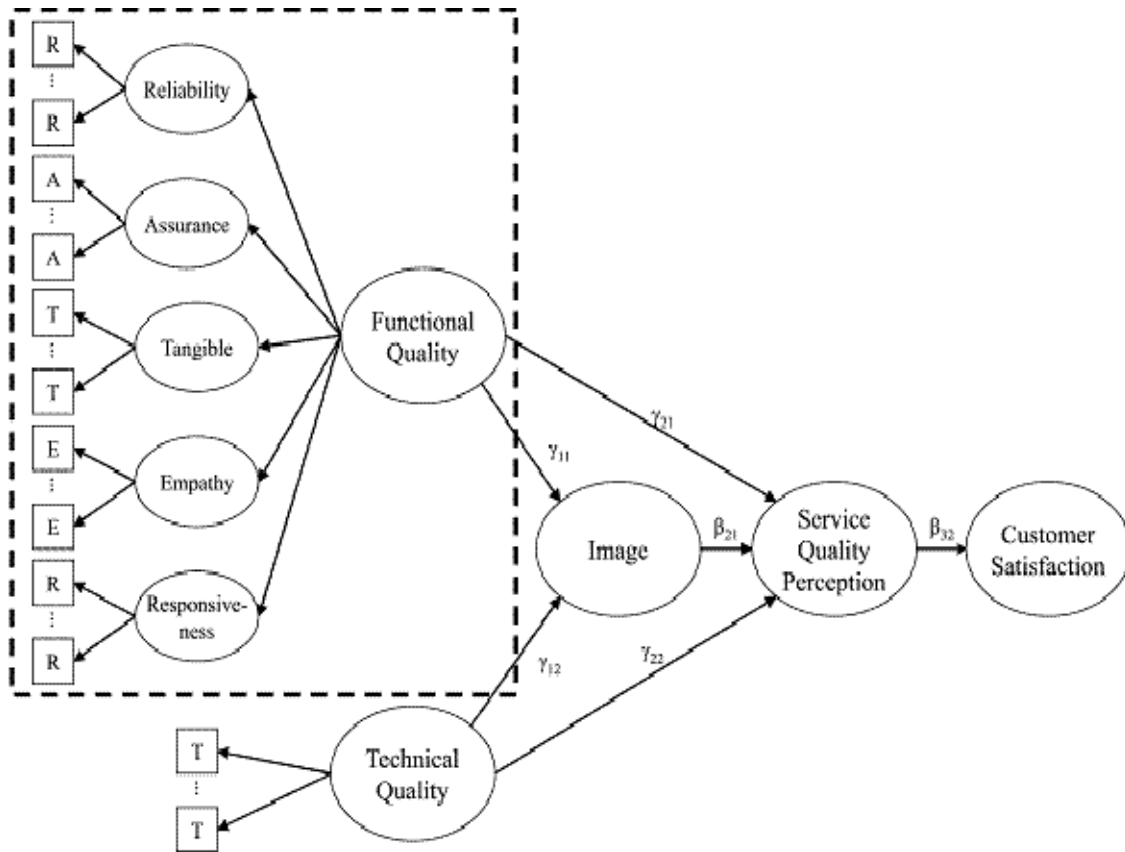 R
⋮
R
Reliability
A
⋮
A
Assurance
T
⋮
T
Tangible
E
⋮
E
Empathy
R
⋮
R
Responsive-
ness
Functional
Quality
γ21
γ11
Image
β21
Service
Quality
Perception
β32
Customer
Satisfaction
γ12
γ22
T
⋮
T
Technical
Quality